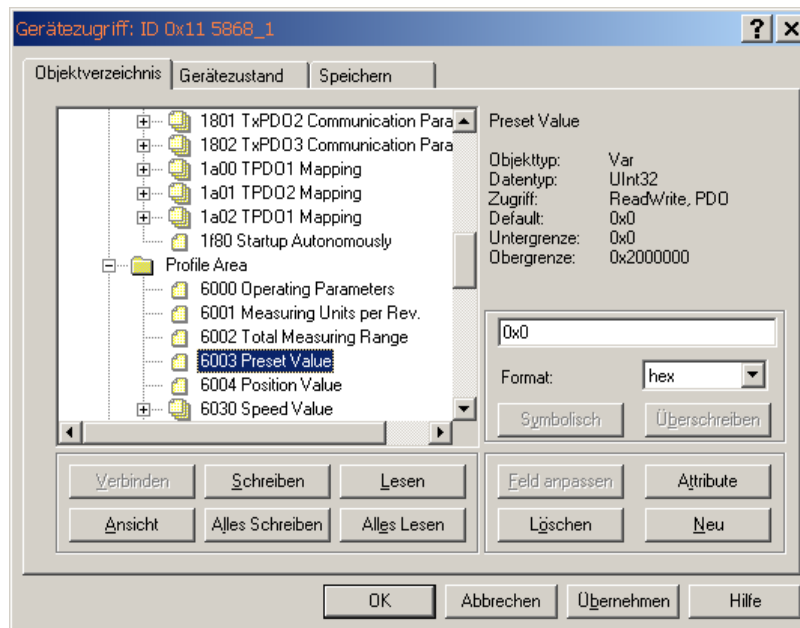 Gerätezugriff: ID 0x11 5868_1
Objektverzeichnis Gerätezustand Speichern
1801 TxPDO2 Communication Para
1802 TxPDO3 Communication Para
1a00 TPDO1 Mapping
1a01 TPDO2 Mapping
1a02 TPDO1 Mapping
1f80 Startup Autonomously
Profile Area
6000 Operating Parameters
6001 Measuring Units per Rev.
6002 Total Measuring Range
6003 Preset Value
6004 Position Value
6030 Speed Value
Preset Value
Objekttyp: Var
Datentyp: UInt32
Zugriff: ReadWrite, PDO
Default: 0x0
Untergrenze: 0x0
Obergrenze: 0x2000000
0x0
Format: hex
Symbolisch Überschreiben
Verbinden Schreiben Lesen
Ansicht Alles Schreiben Alles Lesen
Feld anpassen Attribute
Löschen Neu
OK Abbrechen Übernehmen Hilfe